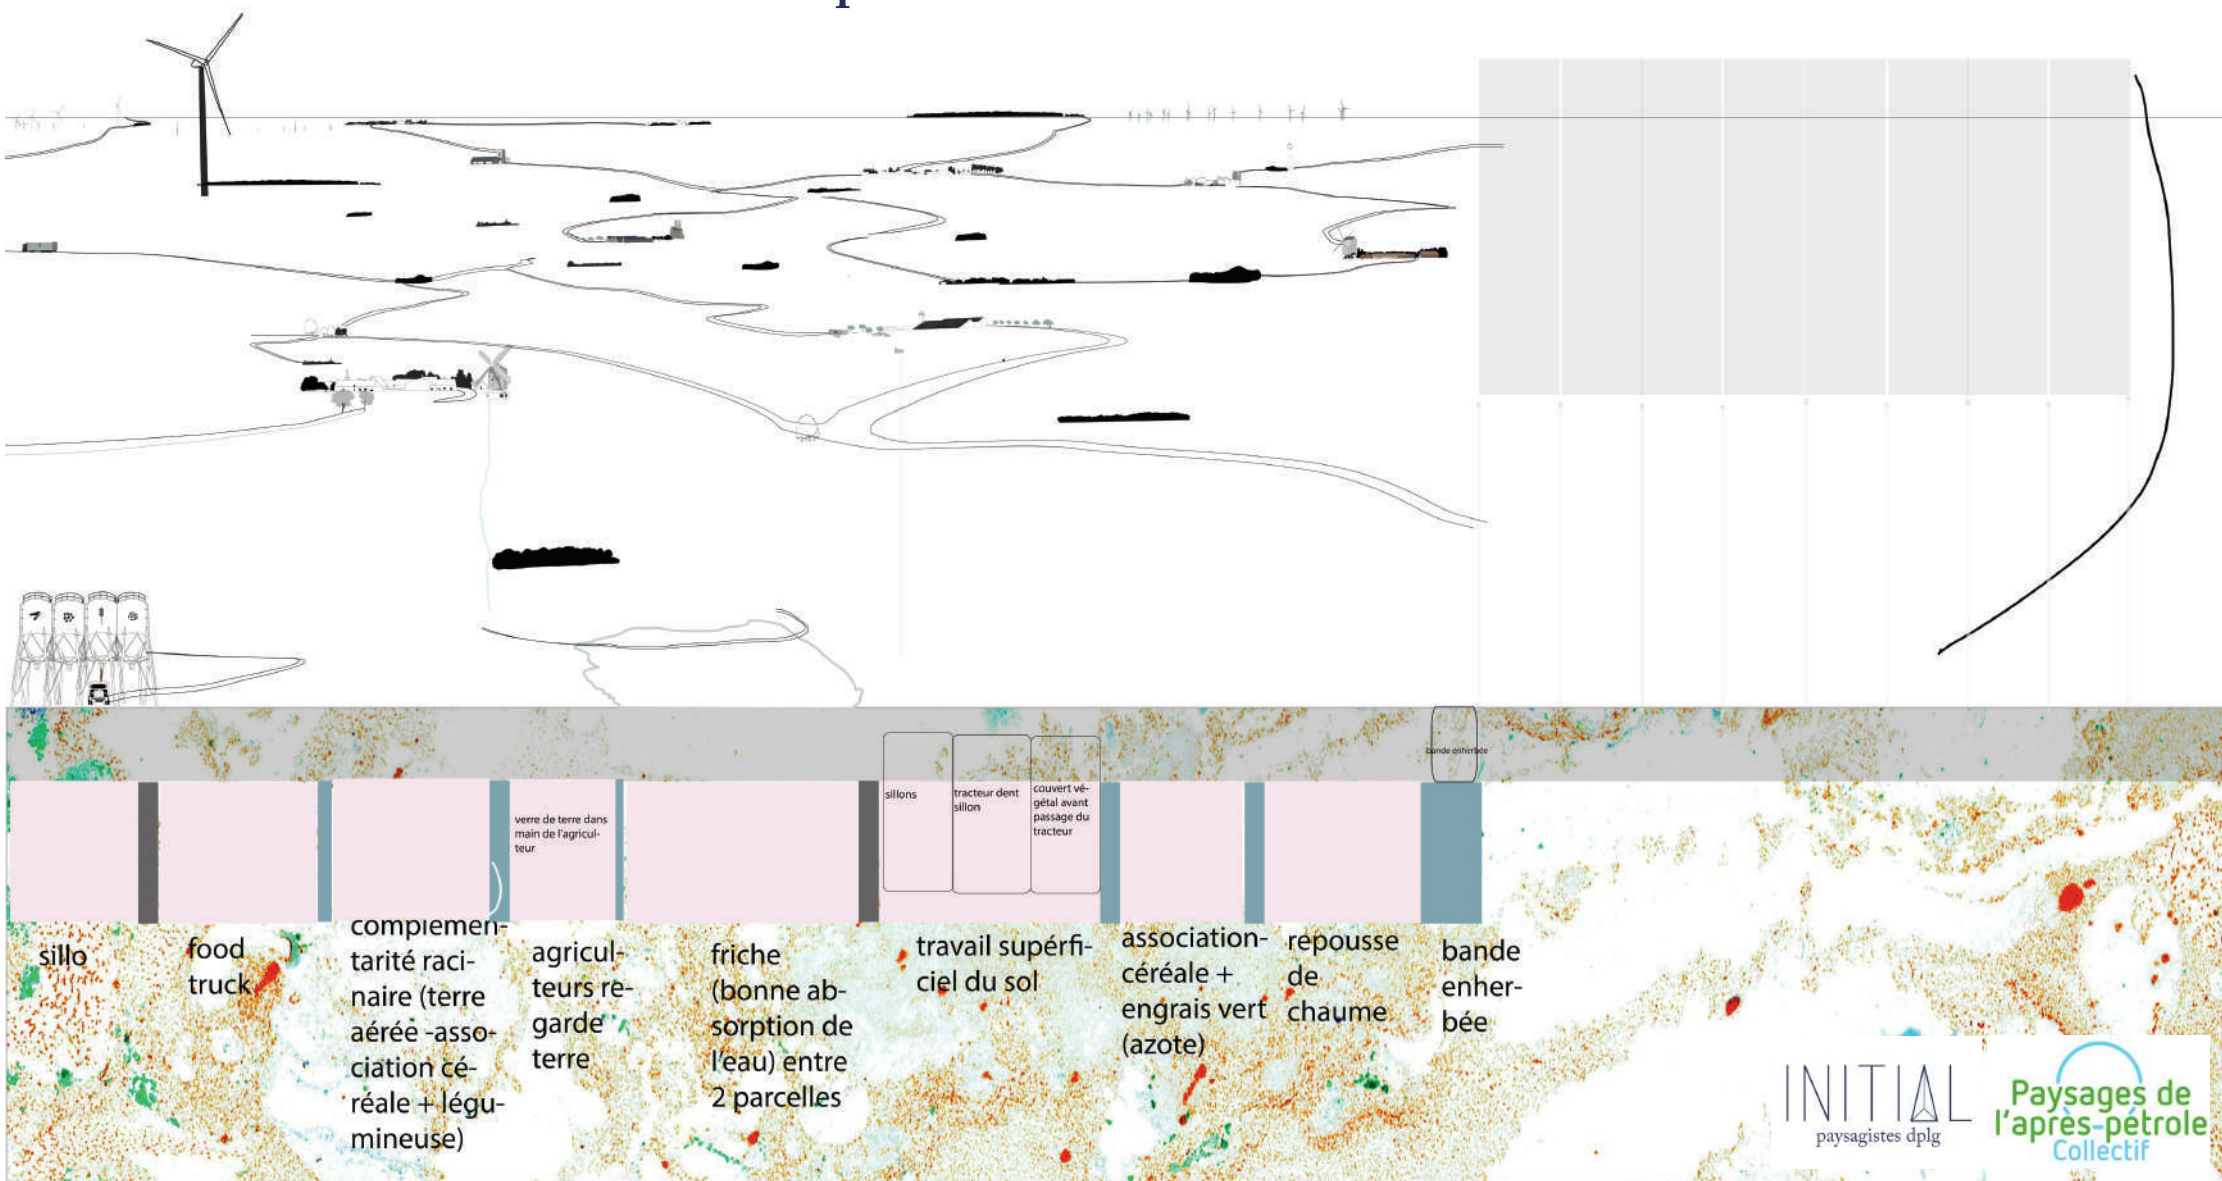 bande enherbée
sillons
tracteur dent
sillon
couvert vé-
gétal avant
passage du
tracteur
verre de terre dans
main de l'agricul-
teur
sillo
food
truck
complémen-
tarité raci-
naire (terre
aérée -asso-
ciation cé-
réale + légu-
mineuse)
agricul-
teurs re-
garde
terre
friche
(bonne ab-
sorption de
l'eau) entre
2 parcelles
travail supérfi-
ciel du sol
association-
céréale +
engrais vert
(azote)
repousse
de
chaume
bande
enher-
bée
INITIAL
paysagistes dplg
Paysages de
l'après-pétrole
Collectif